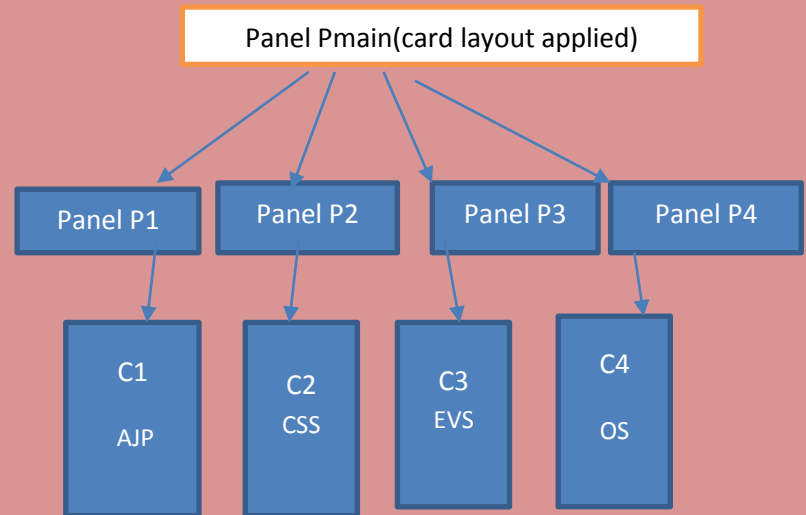 Panel Pmain(card layout applied)
Panel P1
Panel P2
Panel P3
Panel P4
C1
AJP
C2
CSS
C3
EVS
C4
OS